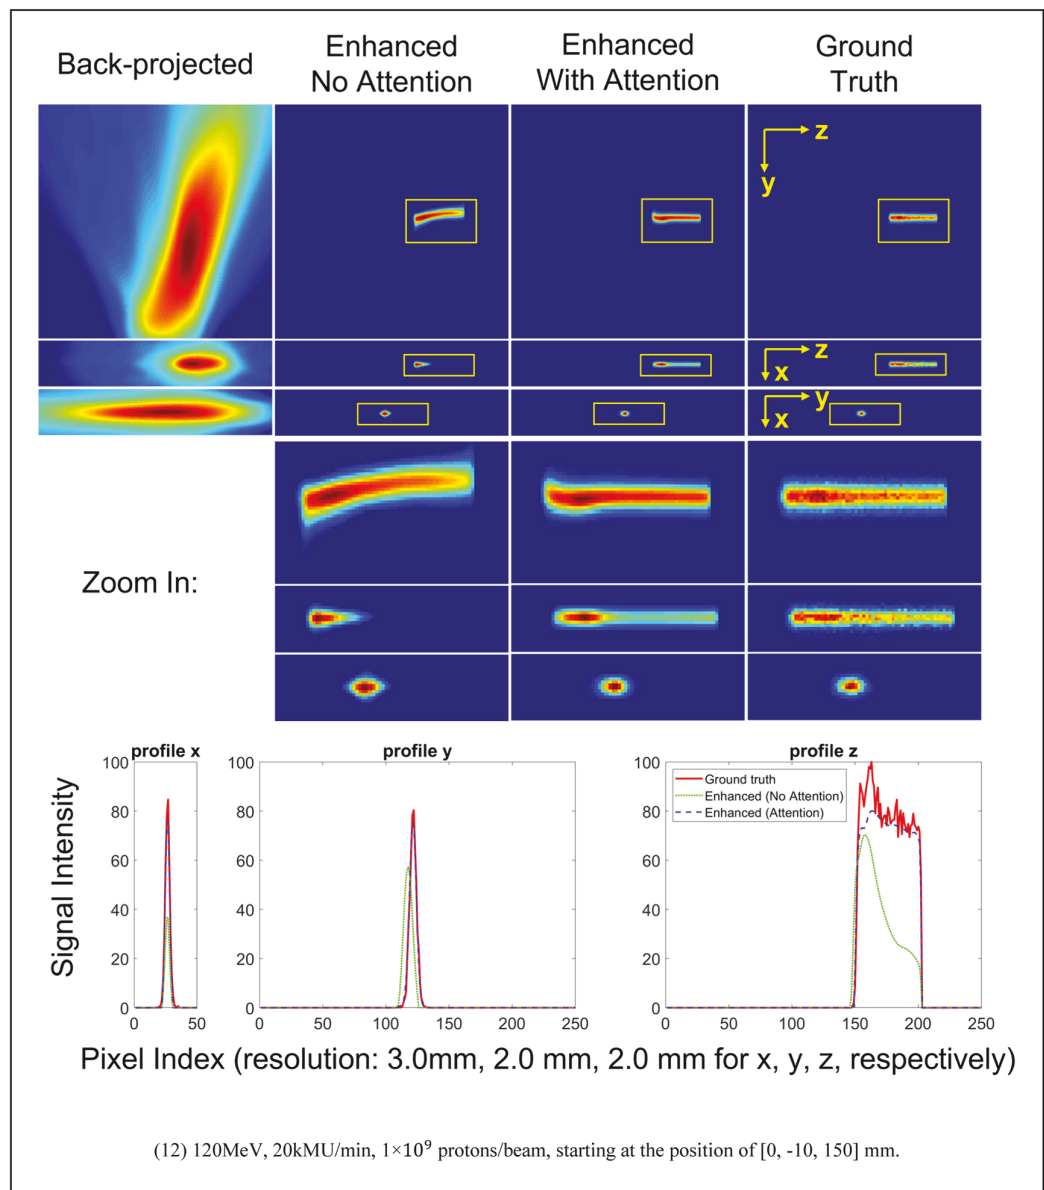 Back-projected
Enhanced
No Attention
Enhanced
With Attention
Ground
Truth
z
y
z
x
y
x
Zoom In:
profile x
profile y
profile z
Signal Intensity
100
80
60
40
20
0
0
50
100
80
60
40
20
0
0
50
100
150
200
250
100
80
60
40
20
0
0
50
100
150
200
250
Ground truth
Enhanced (No Attention)
Enhanced (Attention)
Pixel Index (resolution: 3.0mm, 2.0 mm, 2.0 mm for x, y, z, respectively)
(12) 120MeV, 20kMU/min, 1×10⁹ protons/beam, starting at the position of [0, -10, 150] mm.